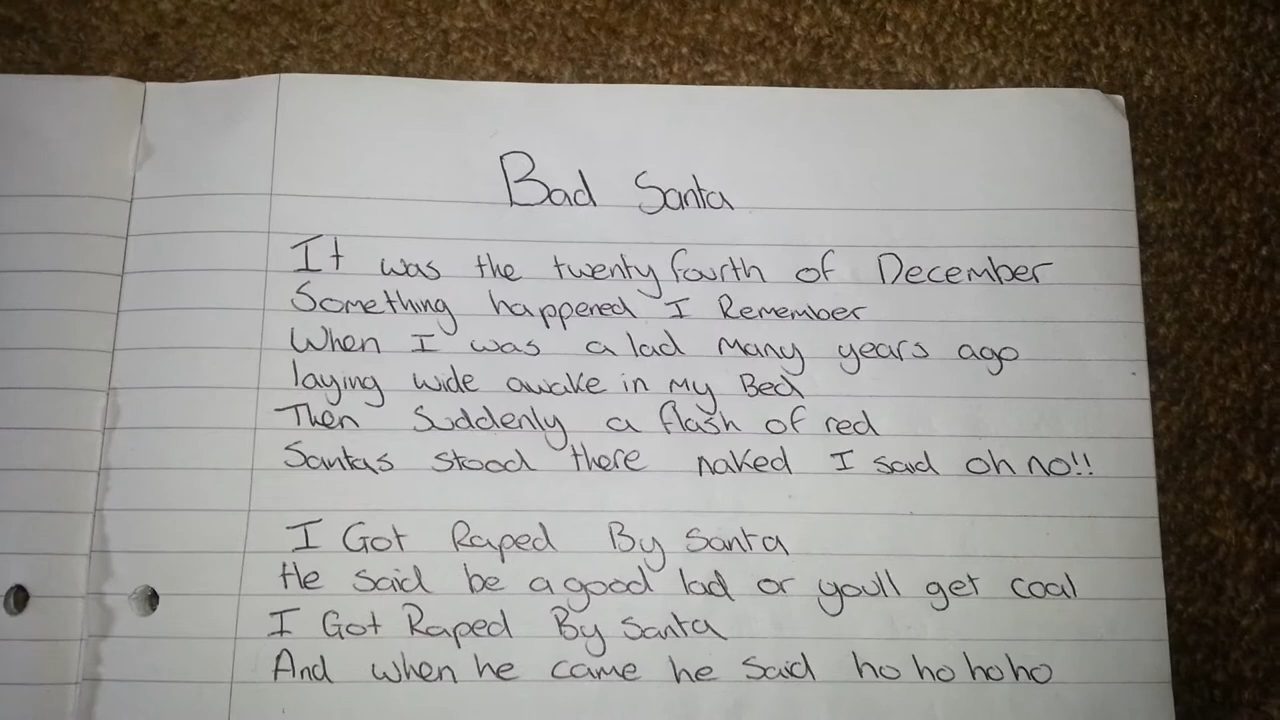 Bad Santa
It was the twenty fourth of December
Something happened I Remember
When I was a lad many years ago
laying wide awake in my Bed
Then Suddenly a flash of red
Santas stood there naked I said oh no!!
I Got Raped By Santa
He said be a good lad or youll get coal
I Got Raped By Santa
And when he came he said ho ho ho ho